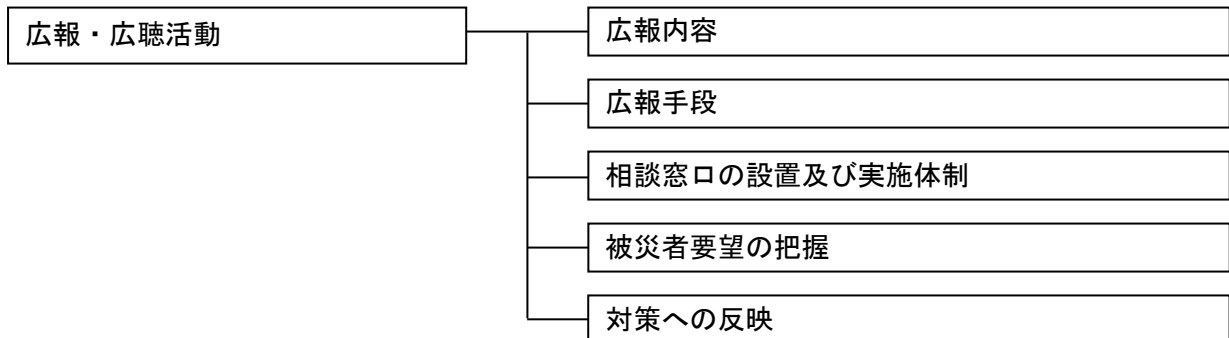 広報・広聴活動
広報内容
広報手段
相談窓口の設置及び実施体制
被災者要望の把握
対策への反映